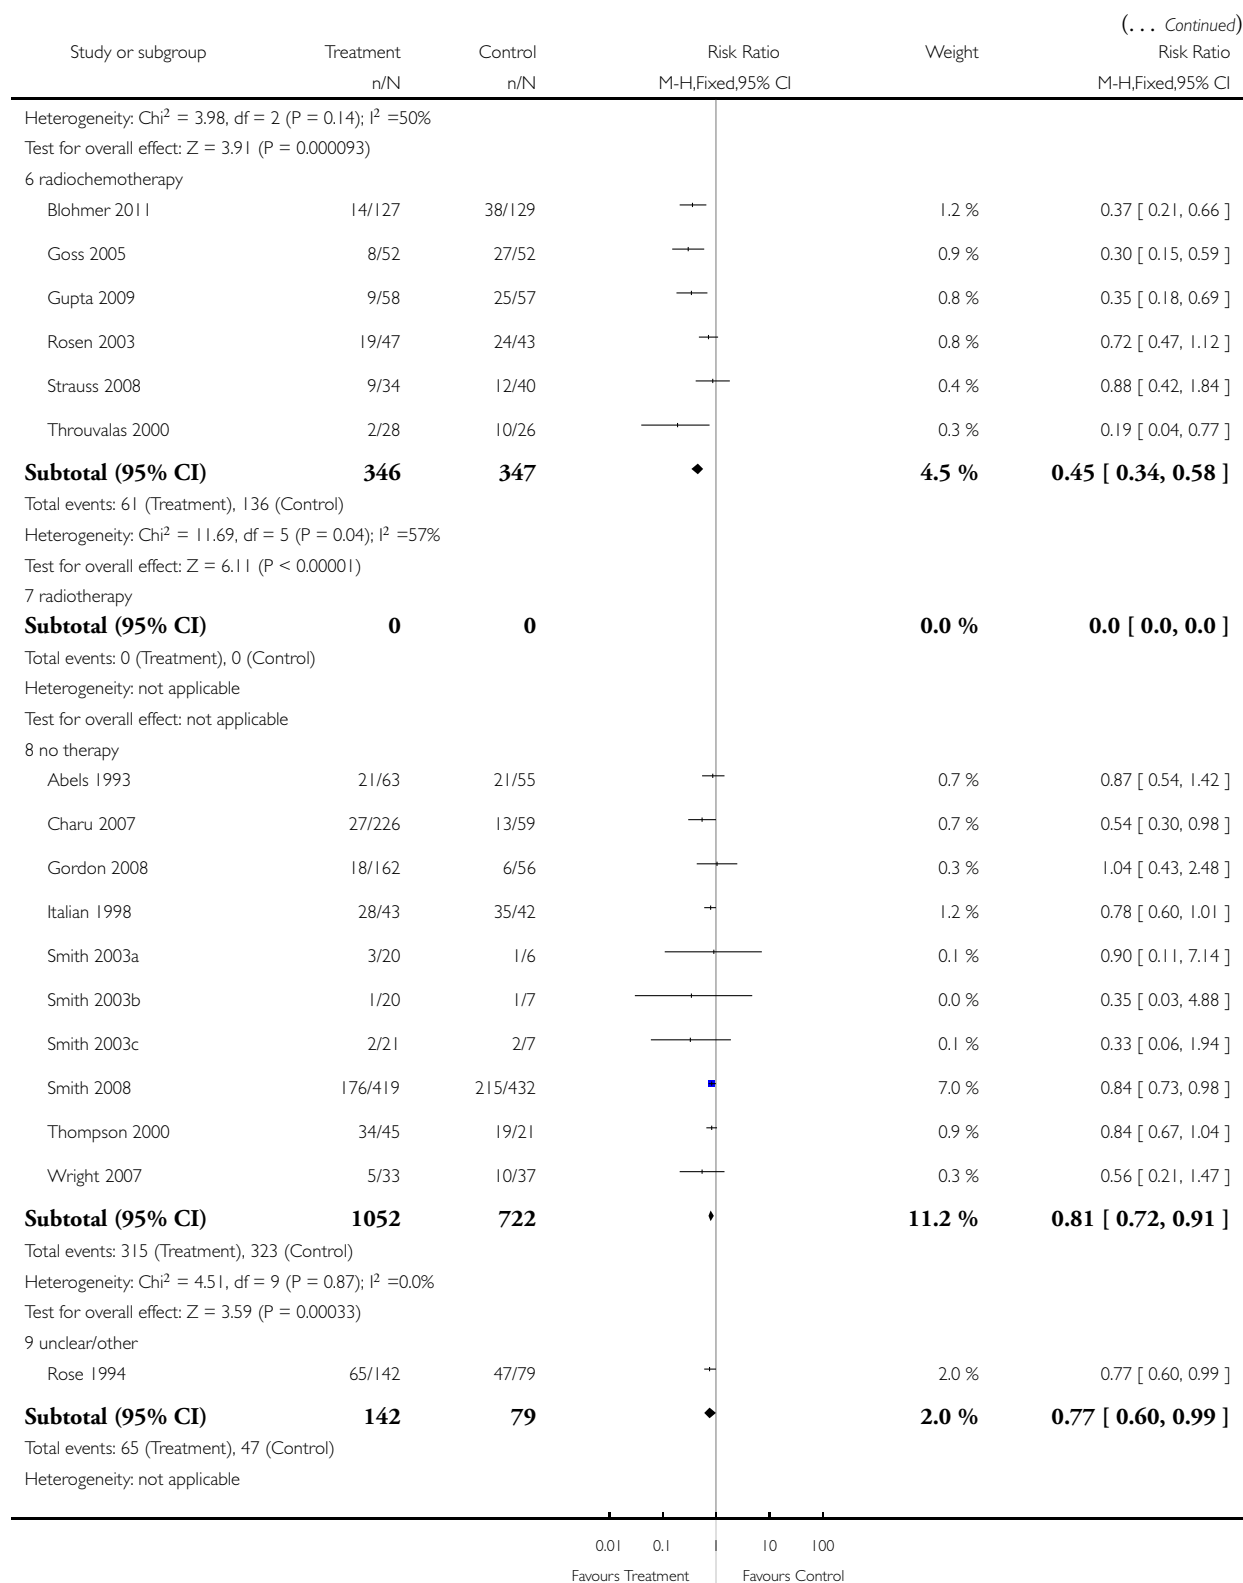 (... Continued)
Study or subgroup Treatment Control Risk Ratio Weight Risk Ratio
n/N n/N M-H,Fixed,95% CI M-H,Fixed,95% CI
Heterogeneity: Chi² = 3.98, df = 2 (P = 0.14); I² =50%
Test for overall effect: Z = 3.91 (P = 0.000093)
6 radiochemotherapy
Blohmer 2011 14/127 38/129 1.2 % 0.37 [ 0.21, 0.66 ]
Goss 2005 8/52 27/52 0.9 % 0.30 [ 0.15, 0.59 ]
Gupta 2009 9/58 25/57 0.8 % 0.35 [ 0.18, 0.69 ]
Rosen 2003 19/47 24/43 0.8 % 0.72 [ 0.47, 1.12 ]
Strauss 2008 9/34 12/40 0.4 % 0.88 [ 0.42, 1.84 ]
Throuvalas 2000 2/28 10/26 0.3 % 0.19 [ 0.04, 0.77 ]
Subtotal (95% CI) 346 347 4.5 % 0.45 [ 0.34, 0.58 ]
Total events: 61 (Treatment), 136 (Control)
Heterogeneity: Chi² = 11.69, df = 5 (P = 0.04); I² =57%
Test for overall effect: Z = 6.11 (P < 0.00001)
7 radiotherapy
Subtotal (95% CI) 0 0 0.0 % 0.0 [ 0.0, 0.0 ]
Total events: 0 (Treatment), 0 (Control)
Heterogeneity: not applicable
Test for overall effect: not applicable
8 no therapy
Abels 1993 21/63 21/55 0.7 % 0.87 [ 0.54, 1.42 ]
Charu 2007 27/226 13/59 0.7 % 0.54 [ 0.30, 0.98 ]
Gordon 2008 18/162 6/56 0.3 % 1.04 [ 0.43, 2.48 ]
Italian 1998 28/43 35/42 1.2 % 0.78 [ 0.60, 1.01 ]
Smith 2003a 3/20 1/6 0.1 % 0.90 [ 0.11, 7.14 ]
Smith 2003b 1/20 1/7 0.0 % 0.35 [ 0.03, 4.88 ]
Smith 2003c 2/21 2/7 0.1 % 0.33 [ 0.06, 1.94 ]
Smith 2008 176/419 215/432 7.0 % 0.84 [ 0.73, 0.98 ]
Thompson 2000 34/45 19/21 0.9 % 0.84 [ 0.67, 1.04 ]
Wright 2007 5/33 10/37 0.3 % 0.56 [ 0.21, 1.47 ]
Subtotal (95% CI) 1052 722 11.2 % 0.81 [ 0.72, 0.91 ]
Total events: 315 (Treatment), 323 (Control)
Heterogeneity: Chi² = 4.51, df = 9 (P = 0.87); I² =0.0%
Test for overall effect: Z = 3.59 (P = 0.00033)
9 unclear/other
Rose 1994 65/142 47/79 2.0 % 0.77 [ 0.60, 0.99 ]
Subtotal (95% CI) 142 79 2.0 % 0.77 [ 0.60, 0.99 ]
Total events: 65 (Treatment), 47 (Control)
Heterogeneity: not applicable
0.01 0.1 1 10 100
Favours Treatment Favours Control